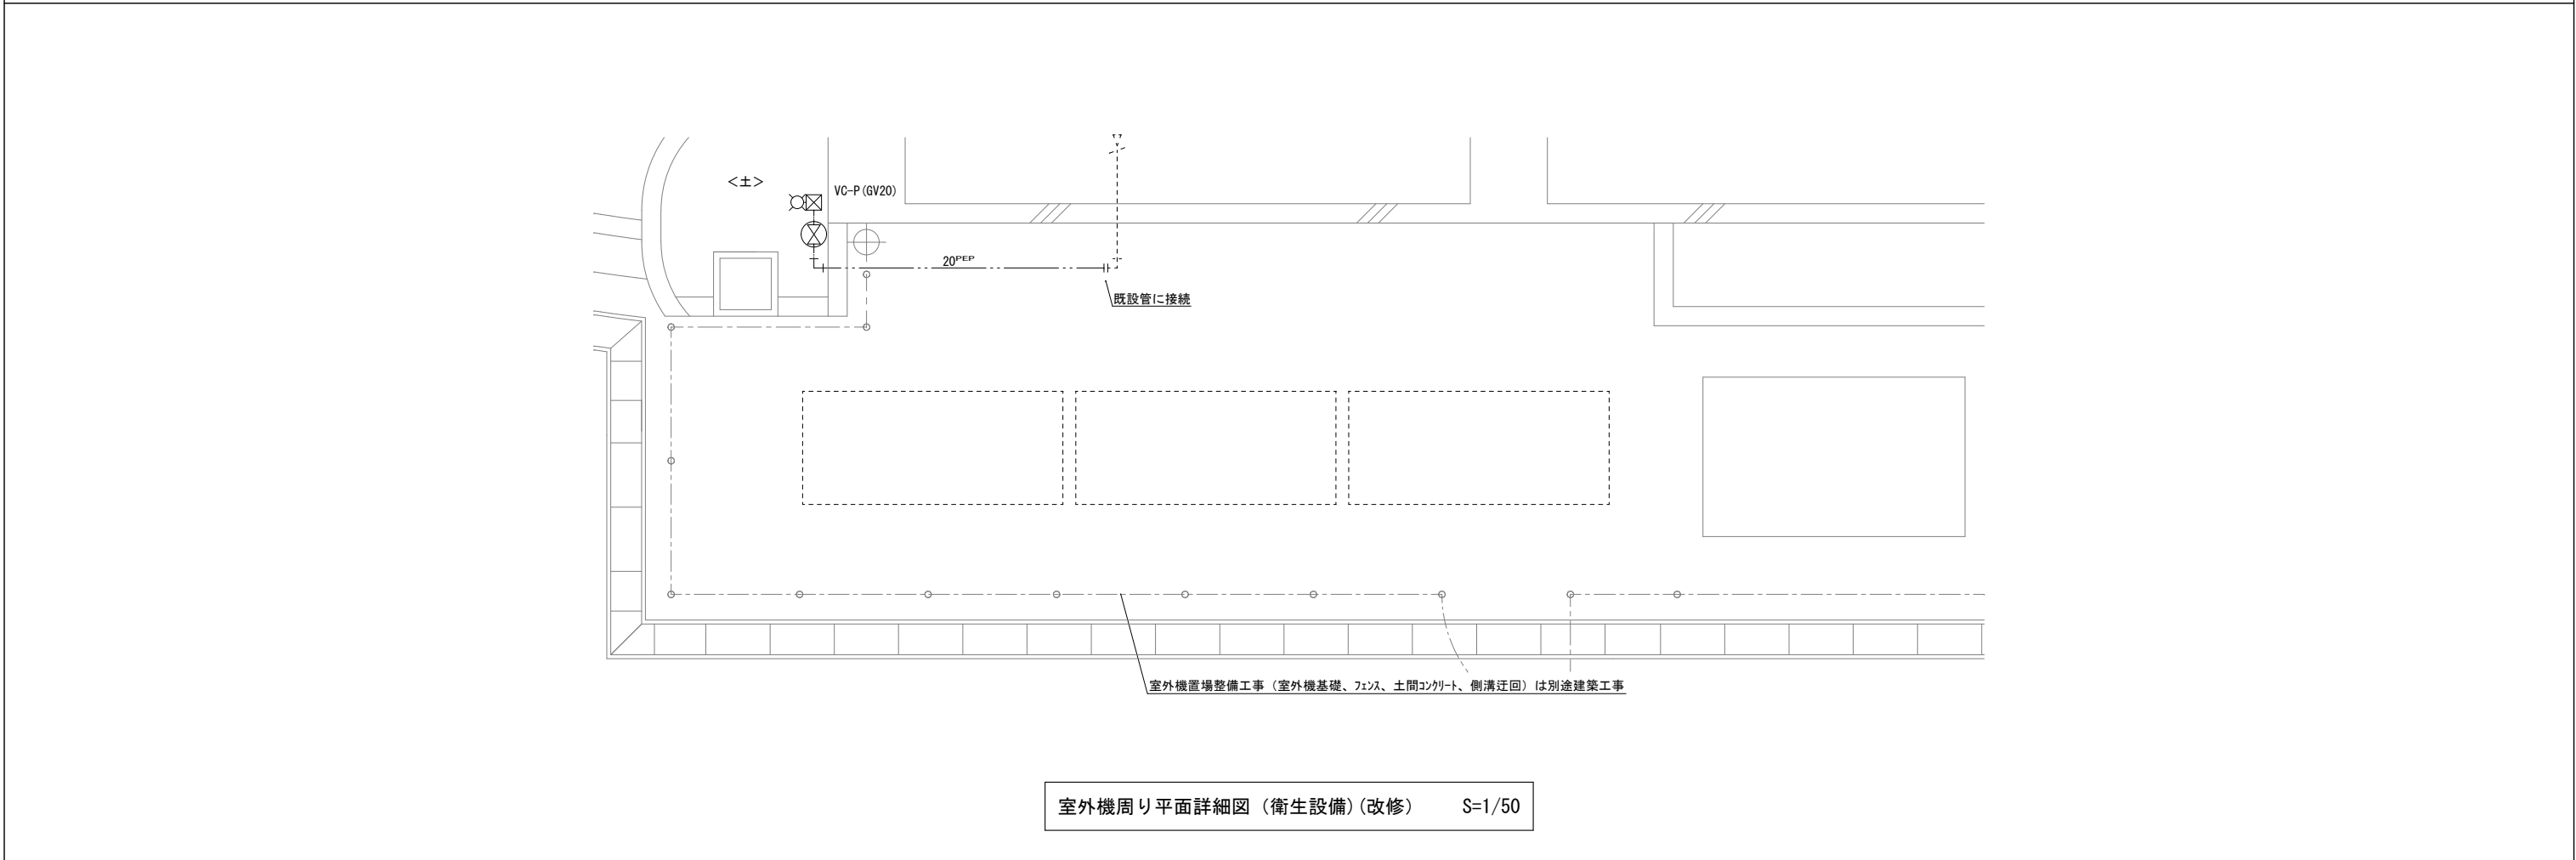 <土>
VC-P(GV20)
20PEP
既設管に接続
室外機置場整備工事（室外機基礎、ﾌｪﾝｽ、土間ｺﾝｸﾘｰﾄ、側溝迂回）は別途建築工事
室外機周り平面詳細図（衛生設備）(改修） S=1/50